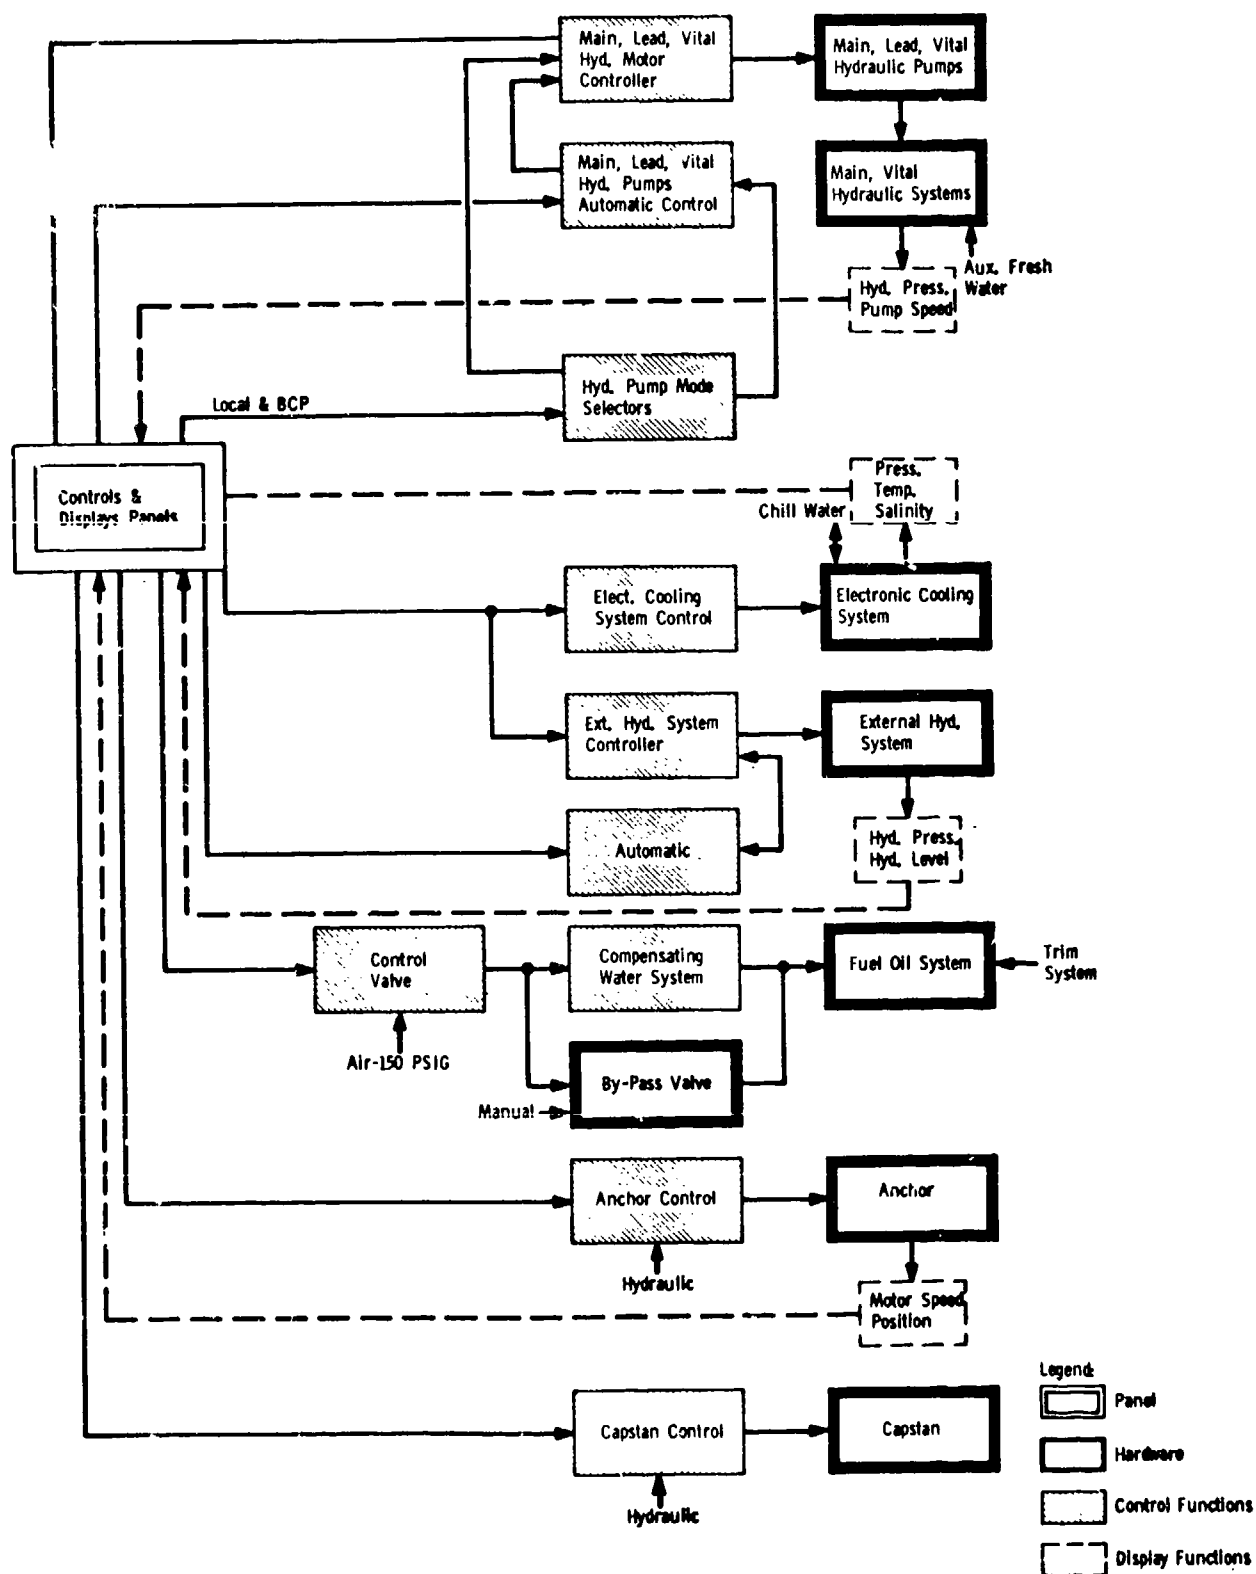 Main, Lead, Vital
Hyd. Motor
Controller
Main, Lead, Vital
Hydraulic Pumps
Main, Lead, Vital
Hyd. Pumps
Automatic Control
Main, Vital
Hydraulic Systems
Aux. Fresh
Water
Hyd. Press.
Pump Speed
Hyd. Pump Mode
Selectors
Local & BCP
Controls &
Displays Panels
Press.
Temp.
Salinity
Chill Water
Elect. Cooling
System Control
Electronic Cooling
System
Ext. Hyd. System
Controller
External Hyd.
System
Automatic
Hyd. Press.
Hyd. Level
Control
Valve
Compensating
Water System
Fuel Oil System
Trim
System
Air-150 PSIG
By-Pass Valve
Manual
Anchor Control
Anchor
Hydraulic
Motor Speed
Position
Capstan Control
Capstan
Hydraulic
Legend:
Panel
Hardware
Control Functions
Display Functions